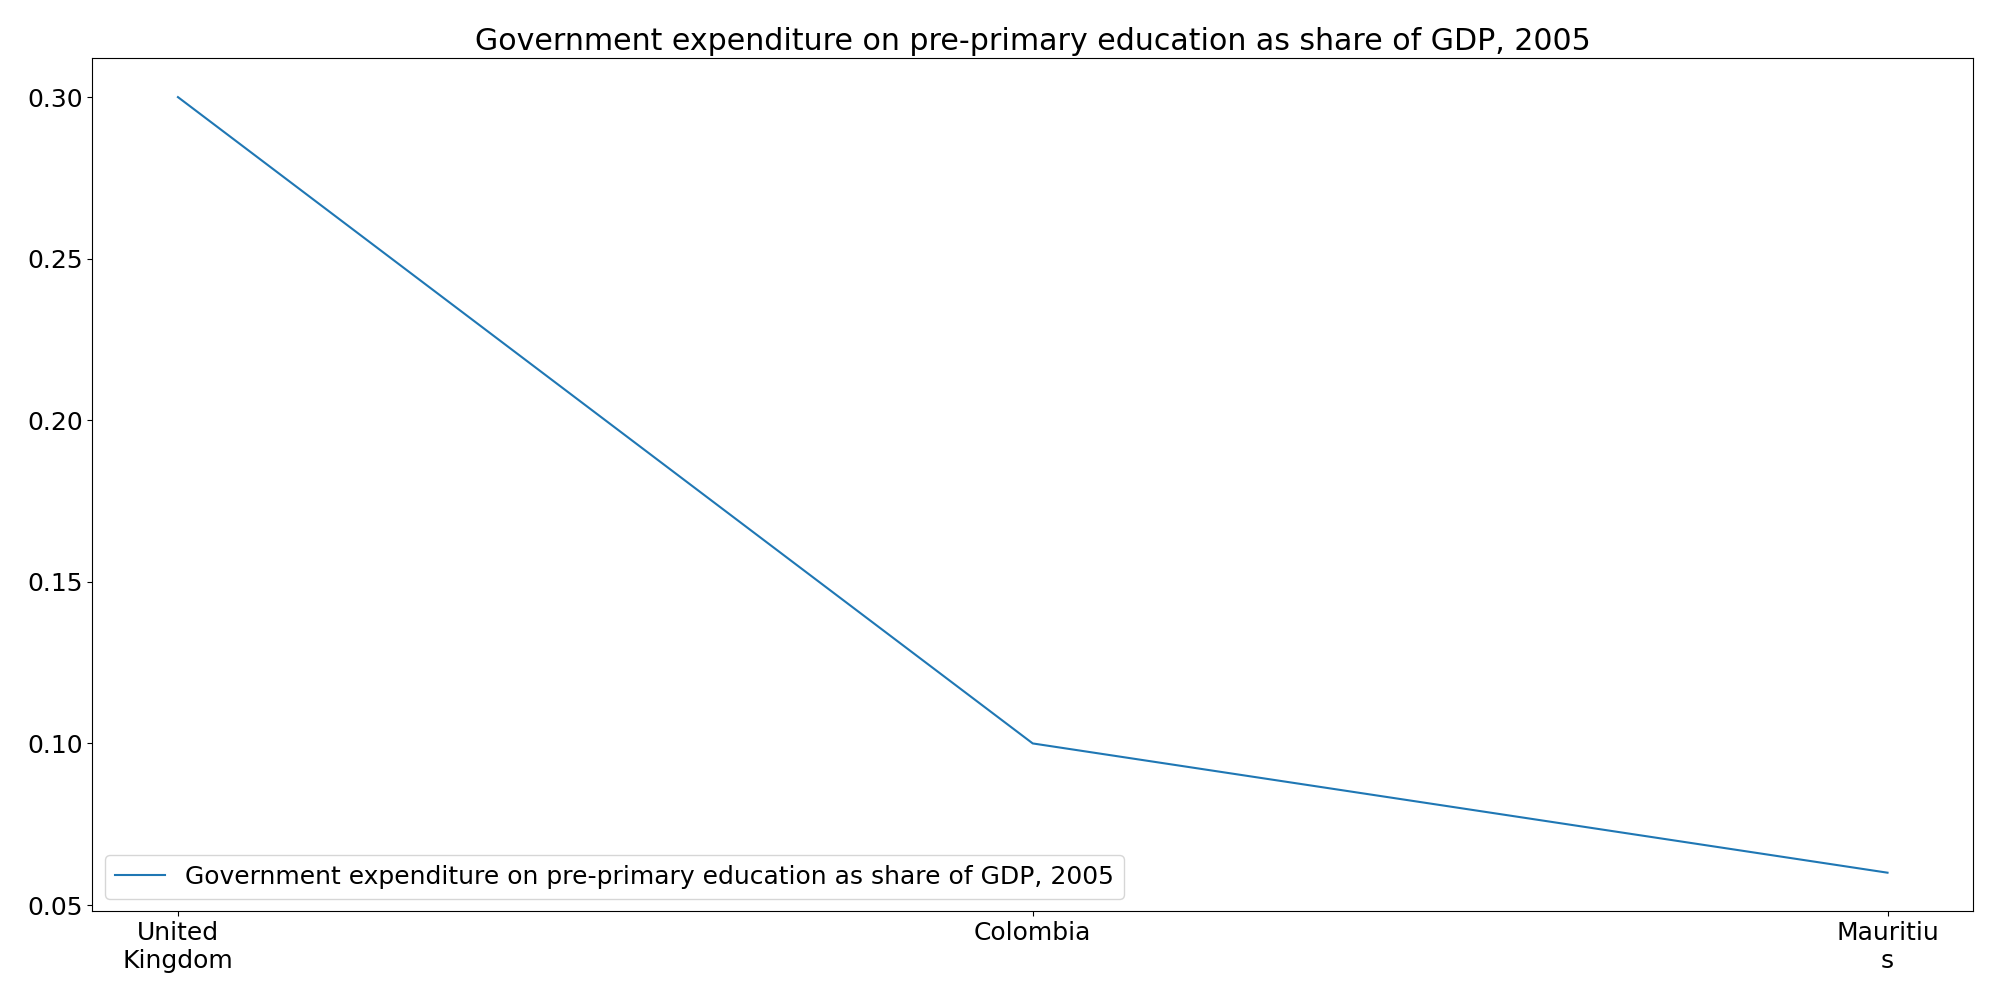 Government expenditure on pre-primary education as share of GDP, 2005
0.30
0.25
0.20
0.15
0.10
0.05
Government expenditure on pre-primary education as share of GDP, 2005
United
Kingdom
Colombia
Mauritiu
s